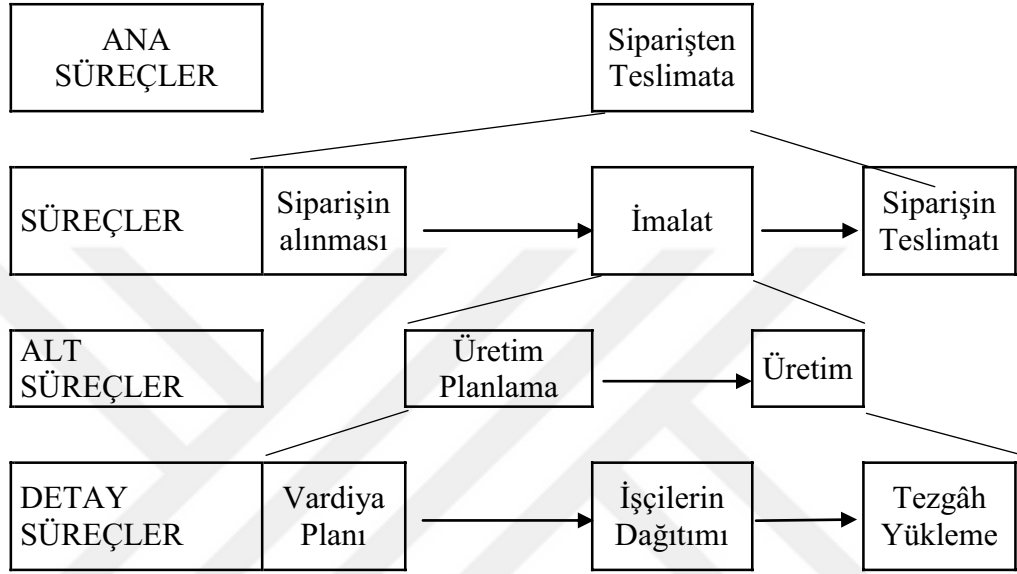 ANA
SÜREÇLER
Siparişten
Teslimata
SÜREÇLER
Siparişin
alınması
İmalat
Siparişin
Teslimatı
ALT
SÜREÇLER
Üretim
Planlama
Üretim
DETAY
SÜREÇLER
Vardiya
Planı
İşçilerin
Dağıtımı
Tezgâh
Yükleme